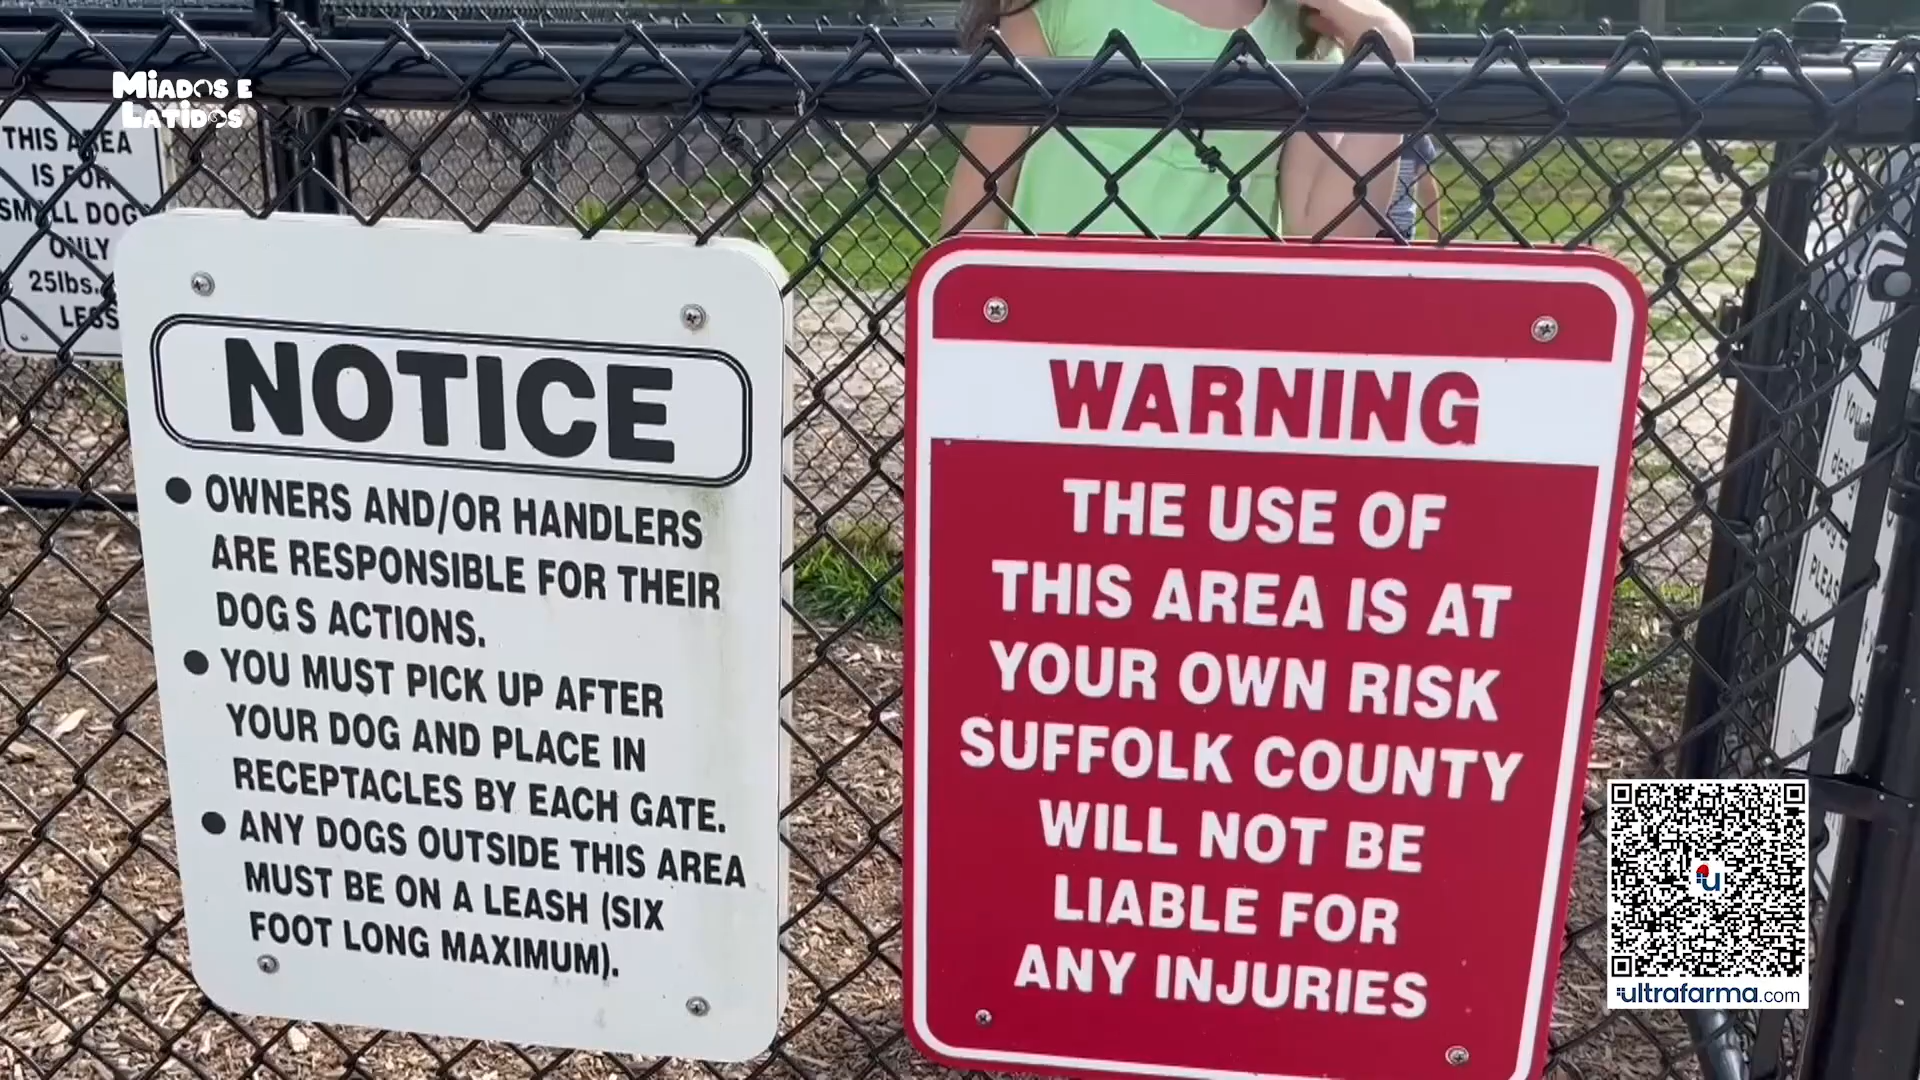 MIADOS E
LATIDOS
THIS AREA
IS FOR
SMALL DOGS
ONLY
25lbs.
LESS
NOTICE
• OWNERS AND/OR HANDLERS
ARE RESPONSIBLE FOR THEIR
DOGS ACTIONS.
• YOU MUST PICK UP AFTER
YOUR DOG AND PLACE IN
RECEPTACLES BY EACH GATE.
• ANY DOGS OUTSIDE THIS AREA
MUST BE ON A LEASH (SIX
FOOT LONG MAXIMUM).
WARNING
THE USE OF
THIS AREA IS AT
YOUR OWN RISK
SUFFOLK COUNTY
WILL NOT BE
LIABLE FOR
ANY INJURIES
ultrafarma.com